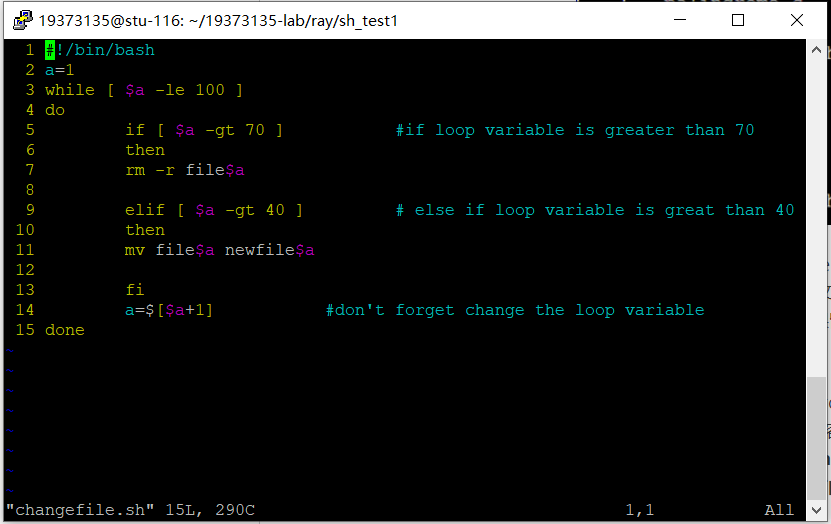 19373135@stu-116: ~/19373135-lab/ray/sh_test1
1 #!/bin/bash
2 a=1
3 while [ $a -le 100 ]
4 do
5 if [ $a -gt 70 ] #if loop variable is greater than 70
6 then
7 rm -r file$a
8
9 elif [ $a -gt 40 ] # else if loop variable is great than 40
10 then
11 mv file$a newfile$a
12
13 fi
14 a=$[$a+1] #don't forget change the loop variable
15 done
~
~
~
~
~
~
~
~
"changefile.sh" 15L, 290C 1,1 All